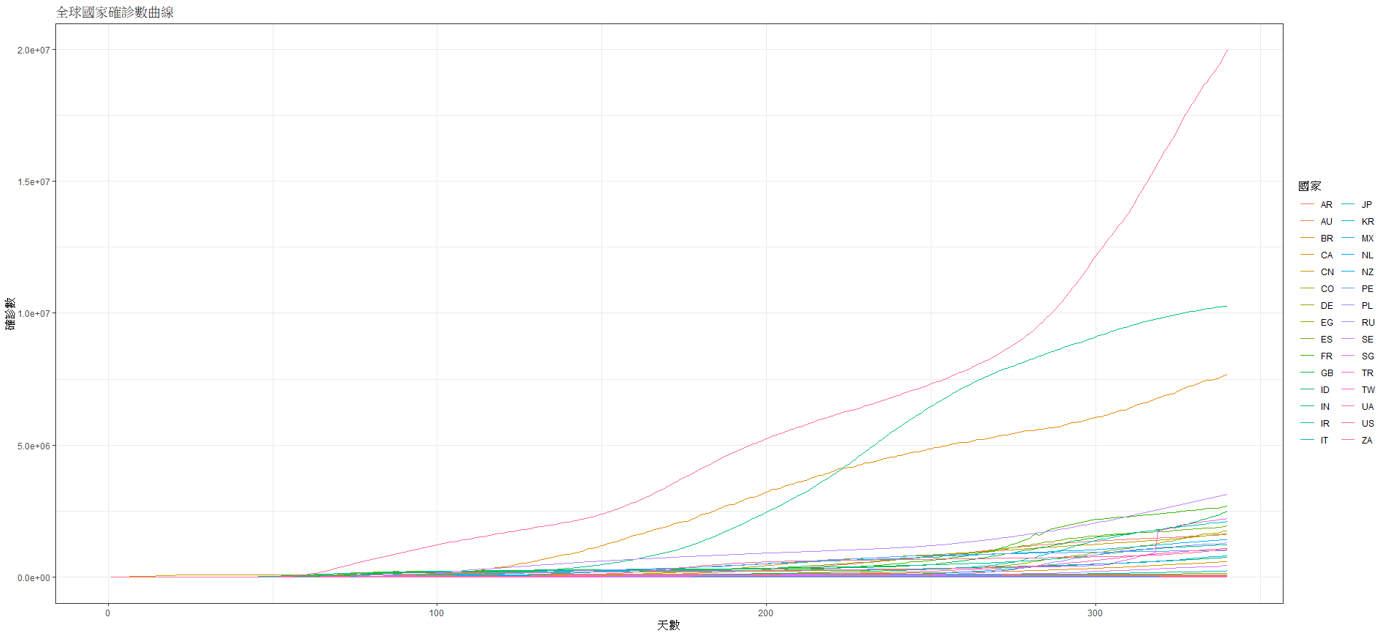 全球國家確診數曲線
2.0e+07
1.5e+07
1.0e+07
5.0e+06
0.0e+00
確診數
0
100
200
300
天數
國家
AR
AU
BR
CA
CN
CO
DE
EG
ES
FR
GB
ID
IN
IR
IT
JP
KR
MX
NL
NZ
PE
PL
RU
SE
SG
TR
TW
UA
US
ZA